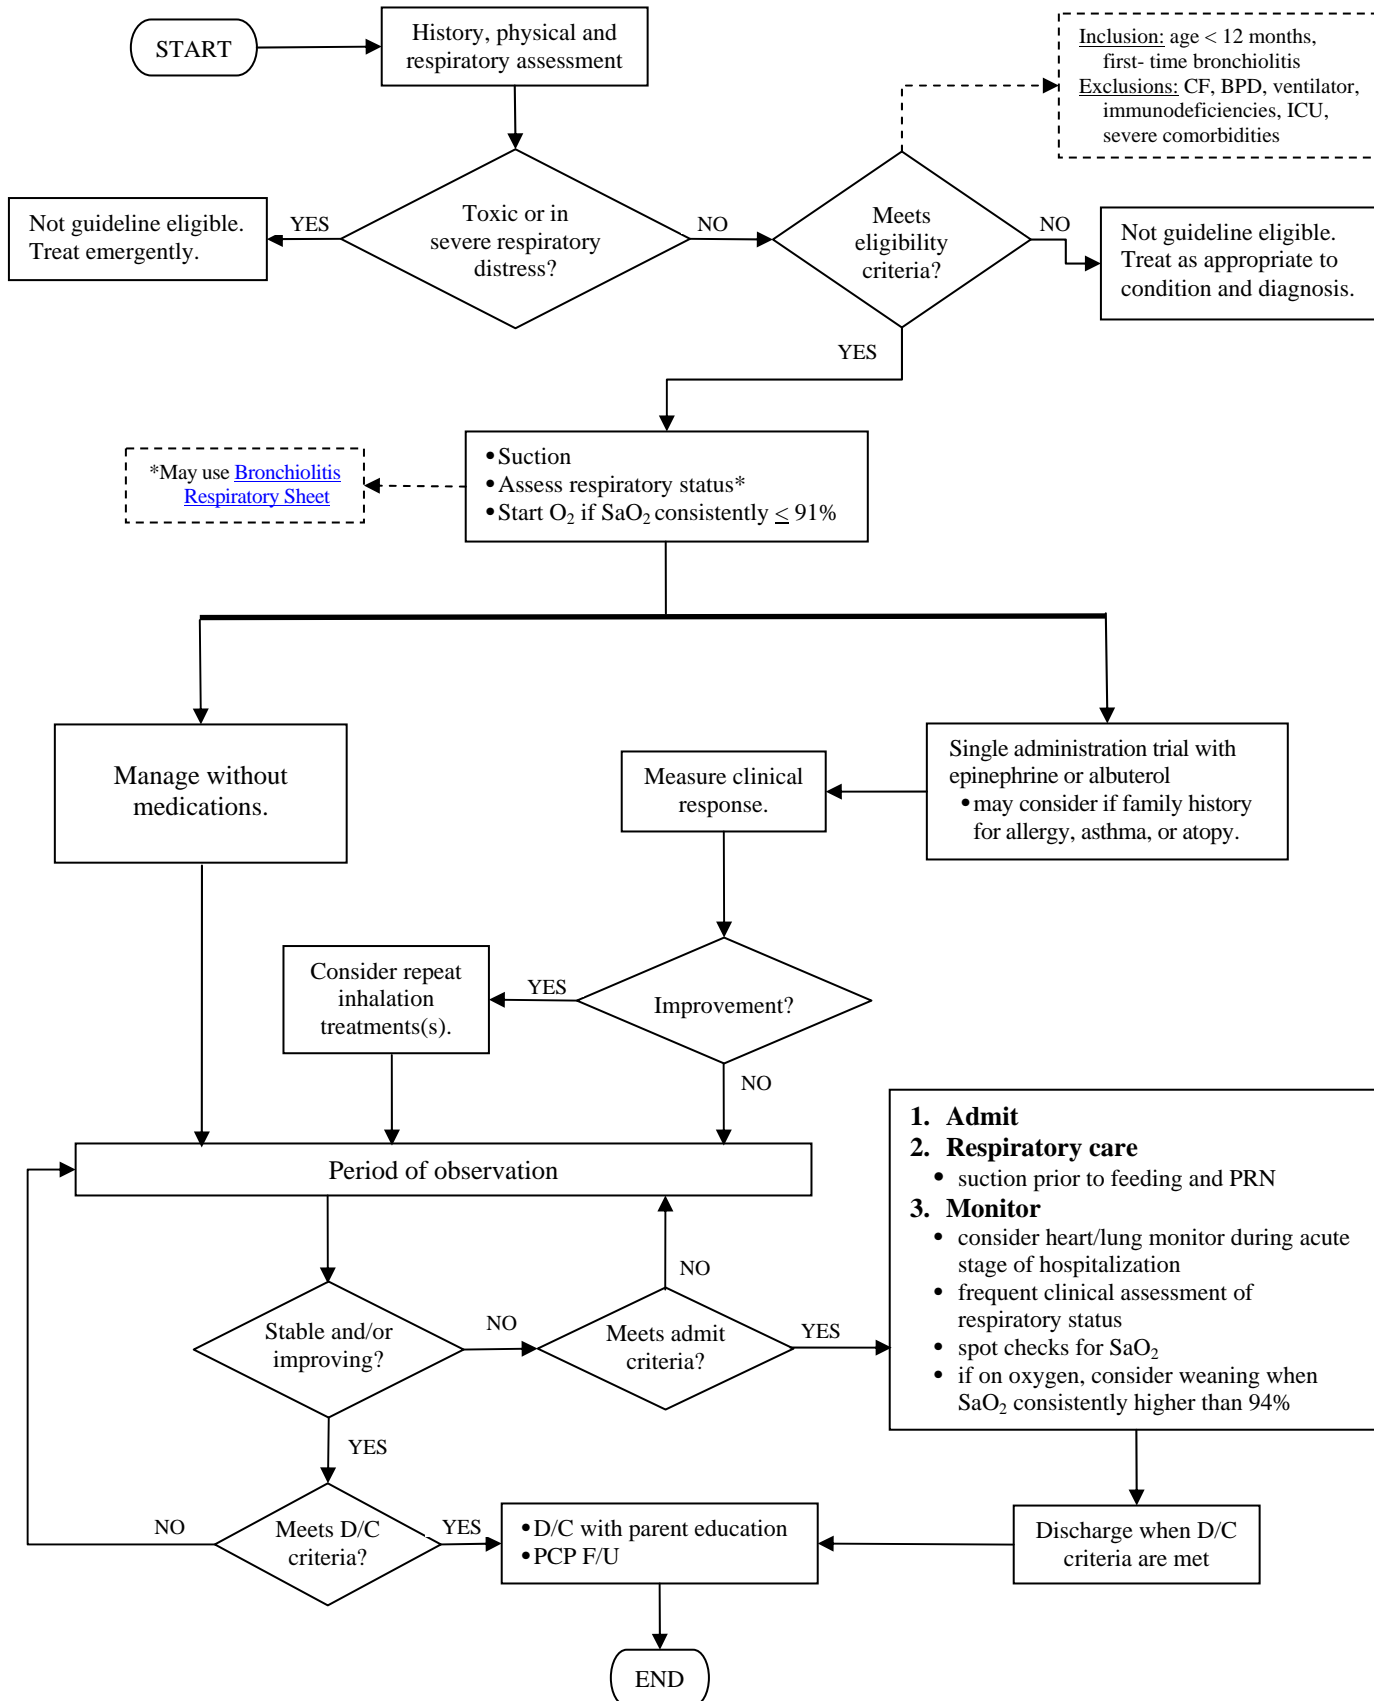 START
History, physical and
respiratory assessment
Inclusion: age < 12 months,
first- time bronchiolitis
Exclusions: CF, BPD, ventilator,
immunodeficiencies, ICU,
severe comorbidities
Not guideline eligible.
Treat emergently.
YES
Toxic or in
severe respiratory
distress?
NO
Meets
eligibility
criteria?
NO
Not guideline eligible.
Treat as appropriate to
condition and diagnosis.
YES
*May use Bronchiolitis
Respiratory Sheet
• Suction
• Assess respiratory status*
• Start O₂ if SaO₂ consistently ≤ 91%
Manage without
medications.
Measure clinical
response.
Single administration trial with
epinephrine or albuterol
• may consider if family history
for allergy, asthma, or atopy.
Consider repeat
inhalation
treatments(s).
YES
Improvement?
NO
Period of observation
1. Admit
2. Respiratory care
• suction prior to feeding and PRN
3. Monitor
• consider heart/lung monitor during acute
stage of hospitalization
• frequent clinical assessment of
respiratory status
• spot checks for SaO₂
• if on oxygen, consider weaning when
SaO₂ consistently higher than 94%
Stable and/or
improving?
NO
Meets admit
criteria?
NO
YES
YES
NO
Meets D/C
criteria?
YES
• D/C with parent education
• PCP F/U
Discharge when D/C
criteria are met
END